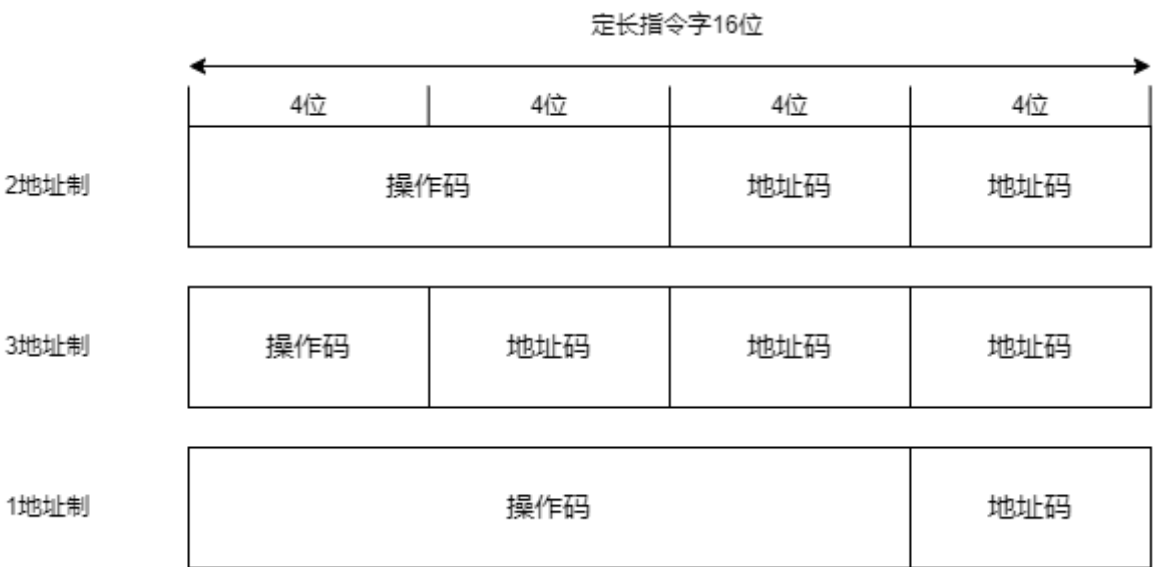 定长指令字16位
4位 4位 4位 4位
2地址制 操作码 地址码 地址码
3地址制 操作码 地址码 地址码 地址码
1地址制 操作码 地址码